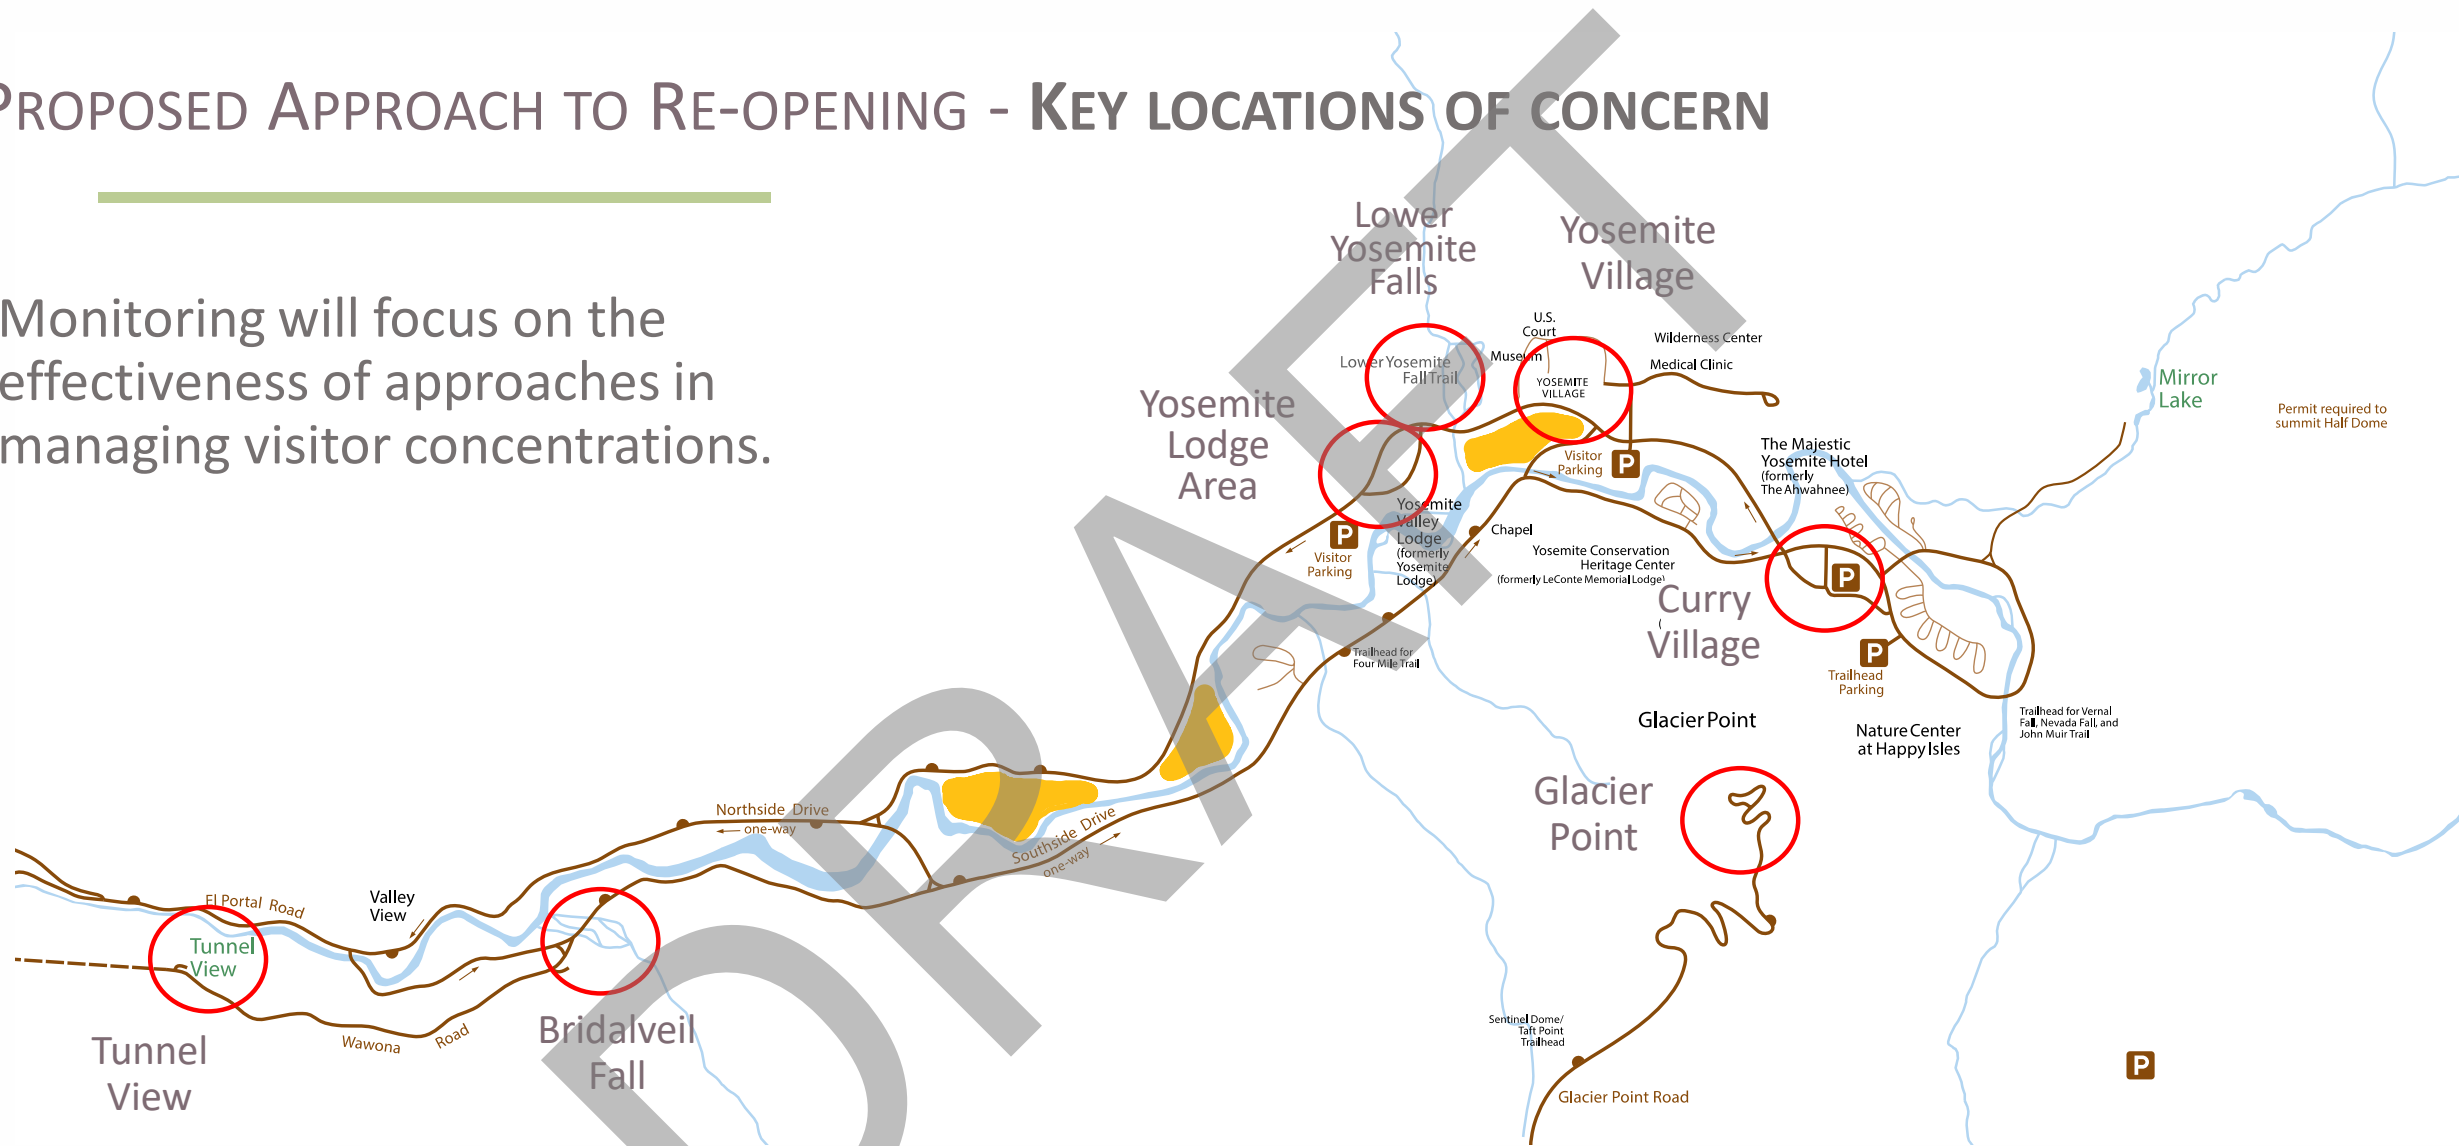 PROPOSED APPROACH TO RE-OPENING - KEY LOCATIONS OF CONCERN
Monitoring will focus on the
effectiveness of approaches in
managing visitor concentrations.
DRAFT
Lower
Yosemite
Falls
Yosemite
Village
U.S.
Court
Museum
Wilderness Center
Medical Clinic
Lower Yosemite
Fall Trail
YOSEMITE
VILLAGE
Yosemite
Lodge
Area
Mirror
Lake
Permit required to
summit Half Dome
Visitor
Parking
P
The Majestic
Yosemite Hotel
(formerly
The Ahwahnee)
P
Visitor
Parking
Yosemite
Valley
Lodge
(formerly
Yosemite
Lodge)
Chapel
Yosemite Conservation
Heritage Center
(formerly LeConte Memorial Lodge)
P
Curry
(
Village
Trailhead for
Four Mile Trail
P
Trailhead
Parking
Glacier Point
Nature Center
at Happy Isles
Trailhead for Vernal
Fall, Nevada Fall, and
John Muir Trail
Glacier
Point
Northside Drive
one-way
Southside Drive
one-way
El Portal Road
Valley
View
Tunnel
View
Wawona Road
Tunnel
View
Bridalveil
Fall
Sentinel Dome/
Taft Point
Trailhead
Glacier Point Road
P